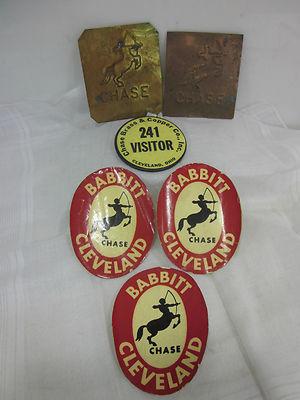 CHASE
CHASE
Chase Brass & Copper Co., Inc.
241
VISITOR
CLEVELAND, OHIO
BABBITT
CHASE
CLEVELAND
BABBITT
CHASE
CLEVELAND
BABBITT
CHASE
CLEVELAND